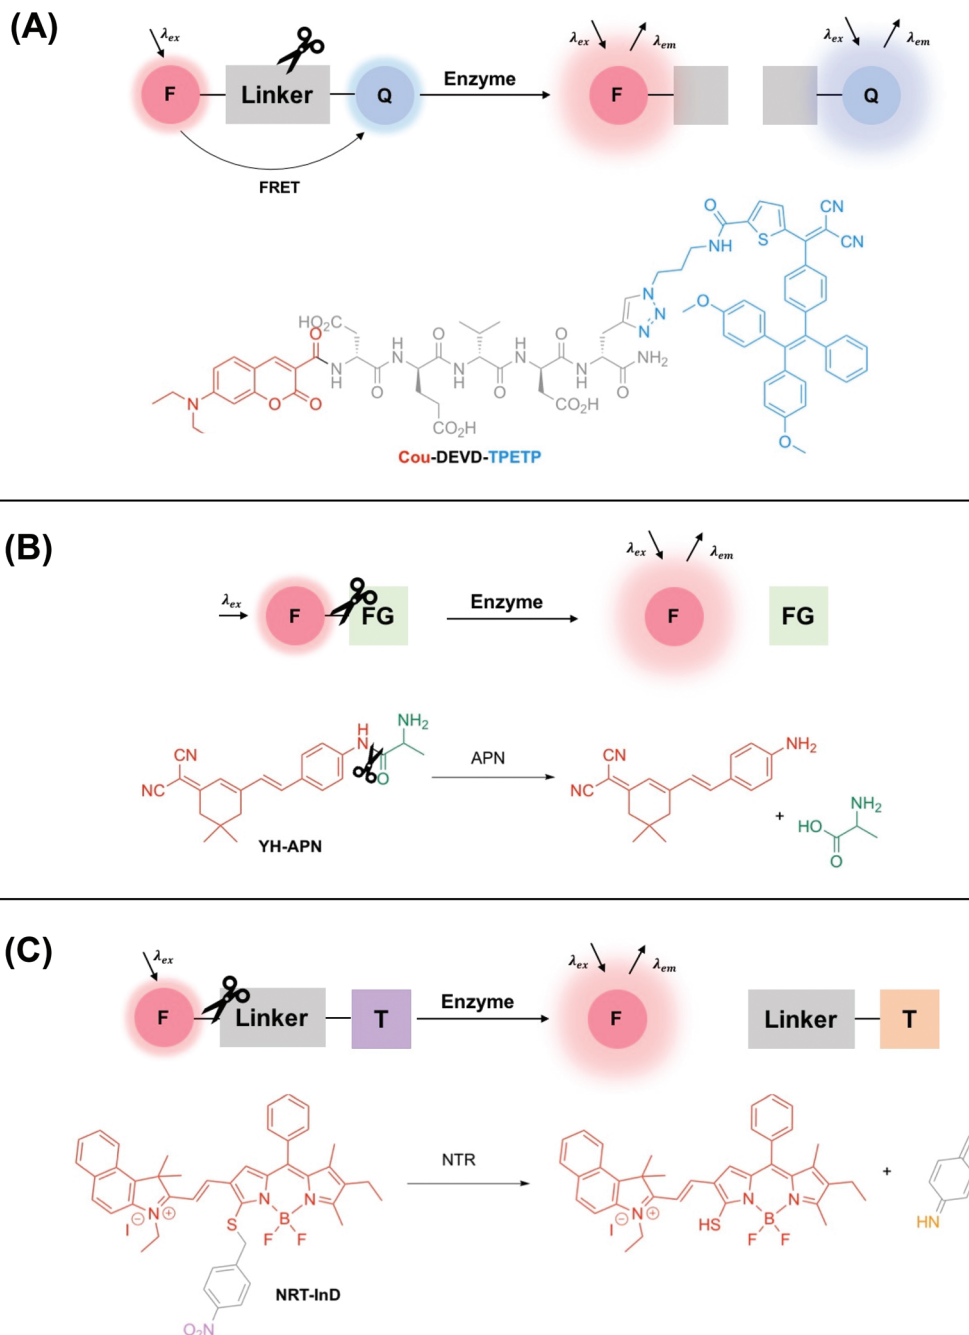 (A)
λex
λex
λem
λex
λem
F
Linker
Q
Enzyme
F
Q
FRET
O
NH
S
CN
CN
N
N
N
O
HO2C
O
O
N
H
O
H
N
O
O
N
H
O
H
N
O
H
N
O
NH2
N
O
O
CO2H
CO2H
O
Cou-DEVD-TPETP
(B)
λex
λem
λex
F
FG
Enzyme
F
FG
CN
NC
H
N
NH2
O
APN
CN
NC
NH2
+
NH2
HO
O
YH-APN
(C)
λex
λex
λem
F
Linker
T
Enzyme
F
Linker
T
NTR
+
I⊖
N⊕
S
N
B
N
F
F
I⊖
N⊕
HS
N
B
N
F
F
HN
NRT-InD
O2N